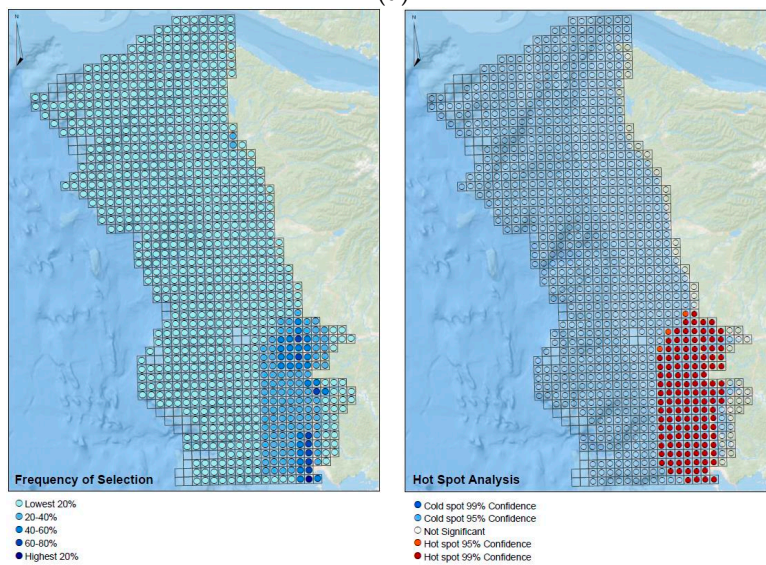 N
N
Frequency of Selection
Hot Spot Analysis
Lowest 20%
20-40%
40-60%
60-80%
Highest 20%
Cold spot 99% Confidence
Cold spot 95% Confidence
Not Significant
Hot spot 95% Confidence
Hot spot 99% Confidence